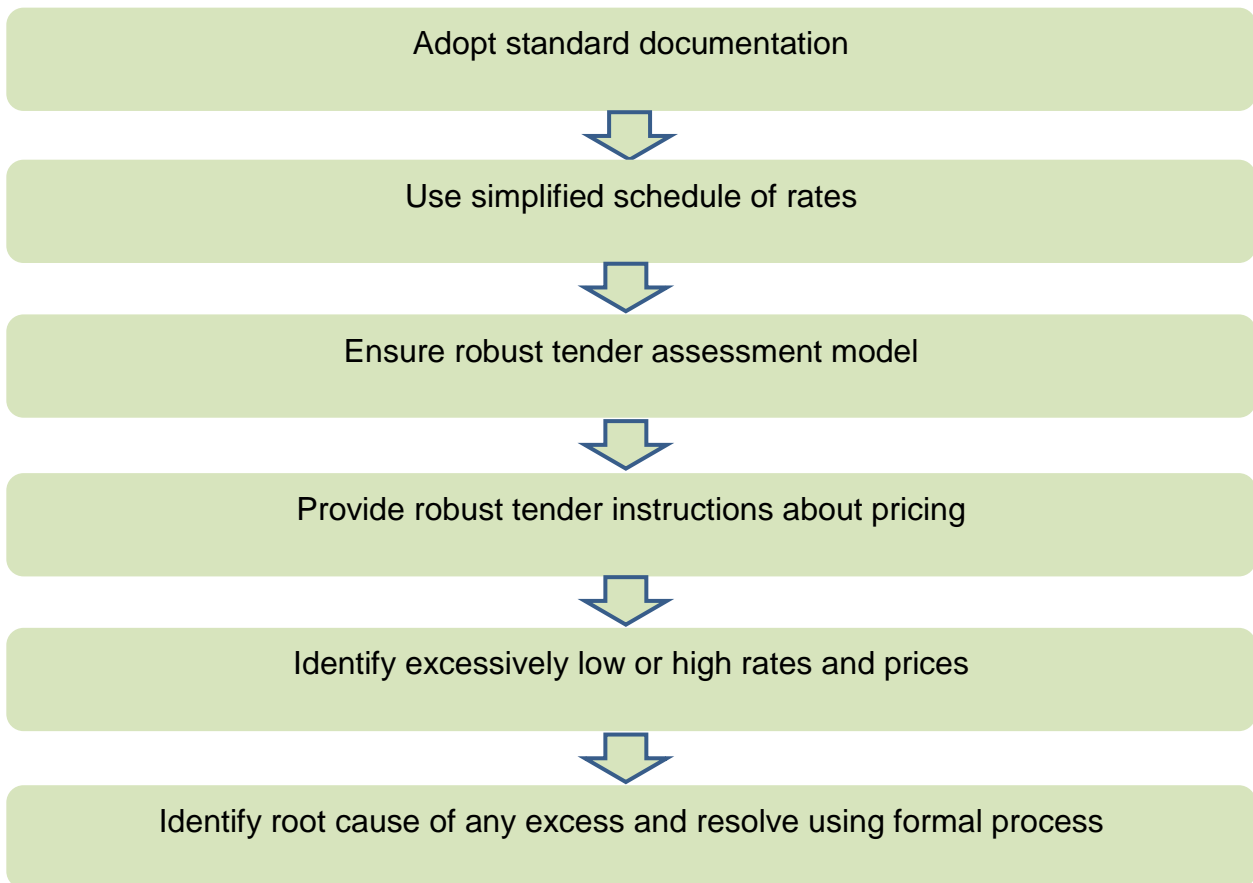 Adopt standard documentation
Use simplified schedule of rates
Ensure robust tender assessment model
Provide robust tender instructions about pricing
Identify excessively low or high rates and prices
Identify root cause of any excess and resolve using formal process